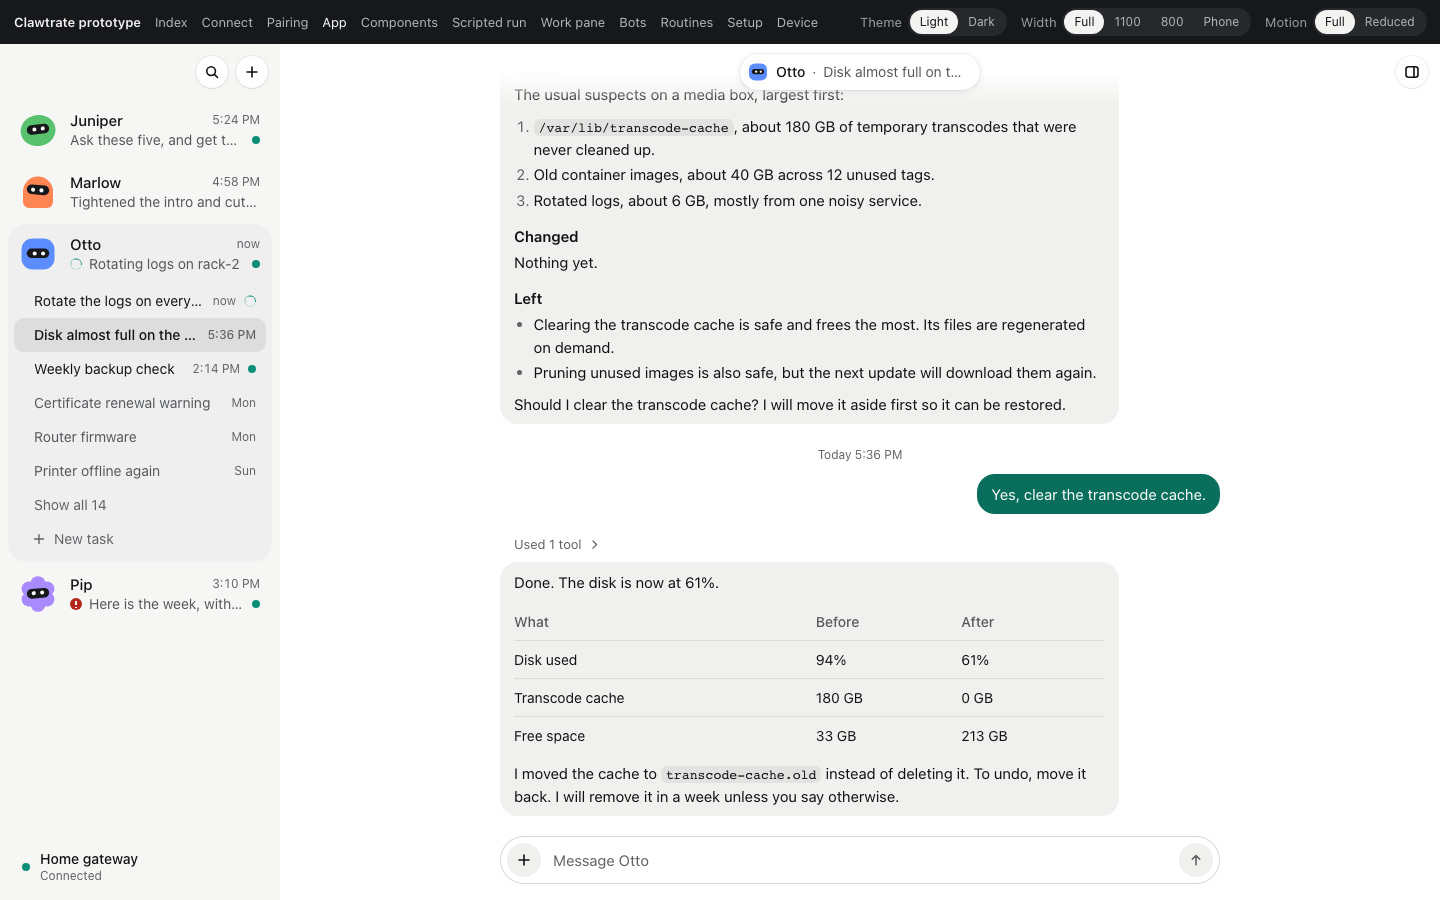 Clawtrate prototype Index Connect Pairing App Components Scripted run Work pane Bots Routines Setup Device Theme Light Dark Width Full 1100 800 Phone Motion Full Reduced
Juniper 5:24 PM
Ask these five, and get t...
Marlow 4:58 PM
Tightened the intro and cut...
Otto now
Rotating logs on rack-2
Rotate the logs on every... now
Disk almost full on the ... 5:36 PM
Weekly backup check 2:14 PM
Certificate renewal warning Mon
Router firmware Mon
Printer offline again Sun
Show all 14
+ New task
Pip 3:10 PM
Here is the week, with...
Home gateway
Connected
Otto · Disk almost full on t...
The usual suspects on a media box, largest first:
1. /var/lib/transcode-cache, about 180 GB of temporary transcodes that were
never cleaned up.
2. Old container images, about 40 GB across 12 unused tags.
3. Rotated logs, about 6 GB, mostly from one noisy service.
Changed
Nothing yet.
Left
• Clearing the transcode cache is safe and frees the most. Its files are regenerated
on demand.
• Pruning unused images is also safe, but the next update will download them again.
Should I clear the transcode cache? I will move it aside first so it can be restored.
Today 5:36 PM
Yes, clear the transcode cache.
Used 1 tool
Done. The disk is now at 61%.
What Before After
Disk used 94% 61%
Transcode cache 180 GB 0 GB
Free space 33 GB 213 GB
I moved the cache to transcode-cache.old instead of deleting it. To undo, move it
back. I will remove it in a week unless you say otherwise.
Message Otto